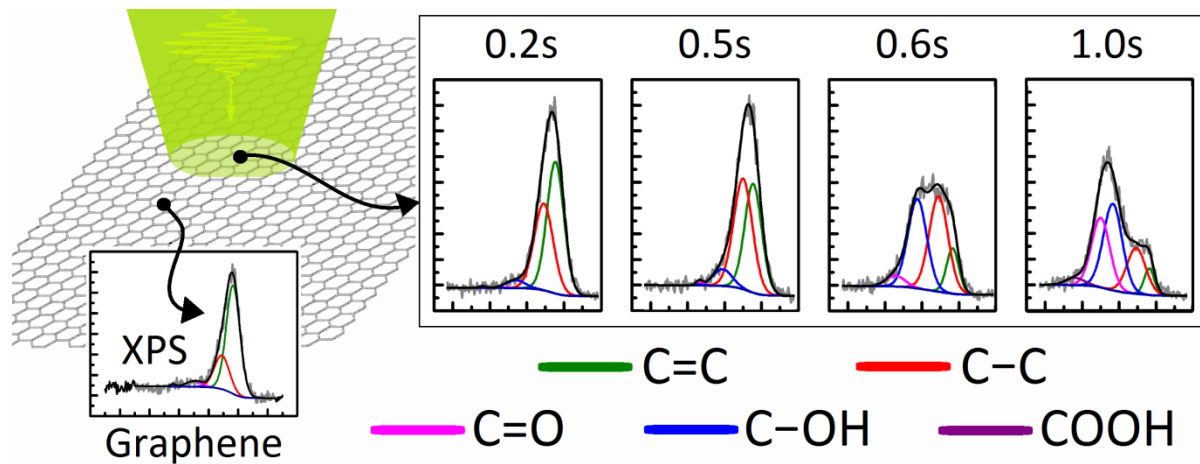 0.2s 0.5s 0.6s 1.0s
XPS
Graphene
C=C C−C
C=O C−OH COOH